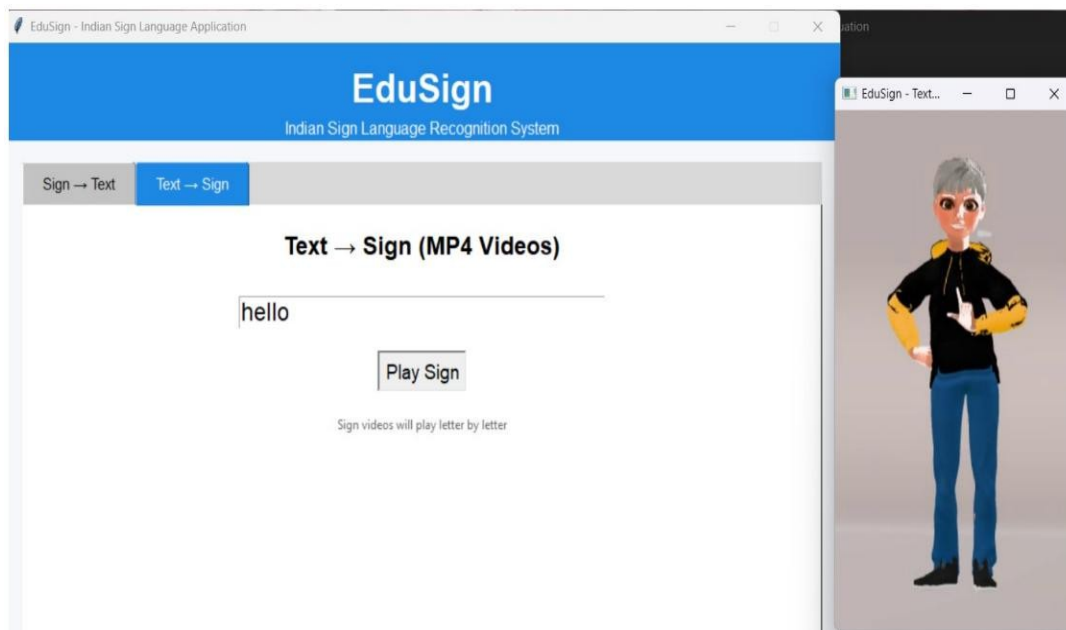 EduSign - Indian Sign Language Application
EduSign
Indian Sign Language Recognition System
Sign → Text
Text → Sign
Text → Sign (MP4 Videos)
hello
Play Sign
Sign videos will play letter by letter
EduSign - Text...